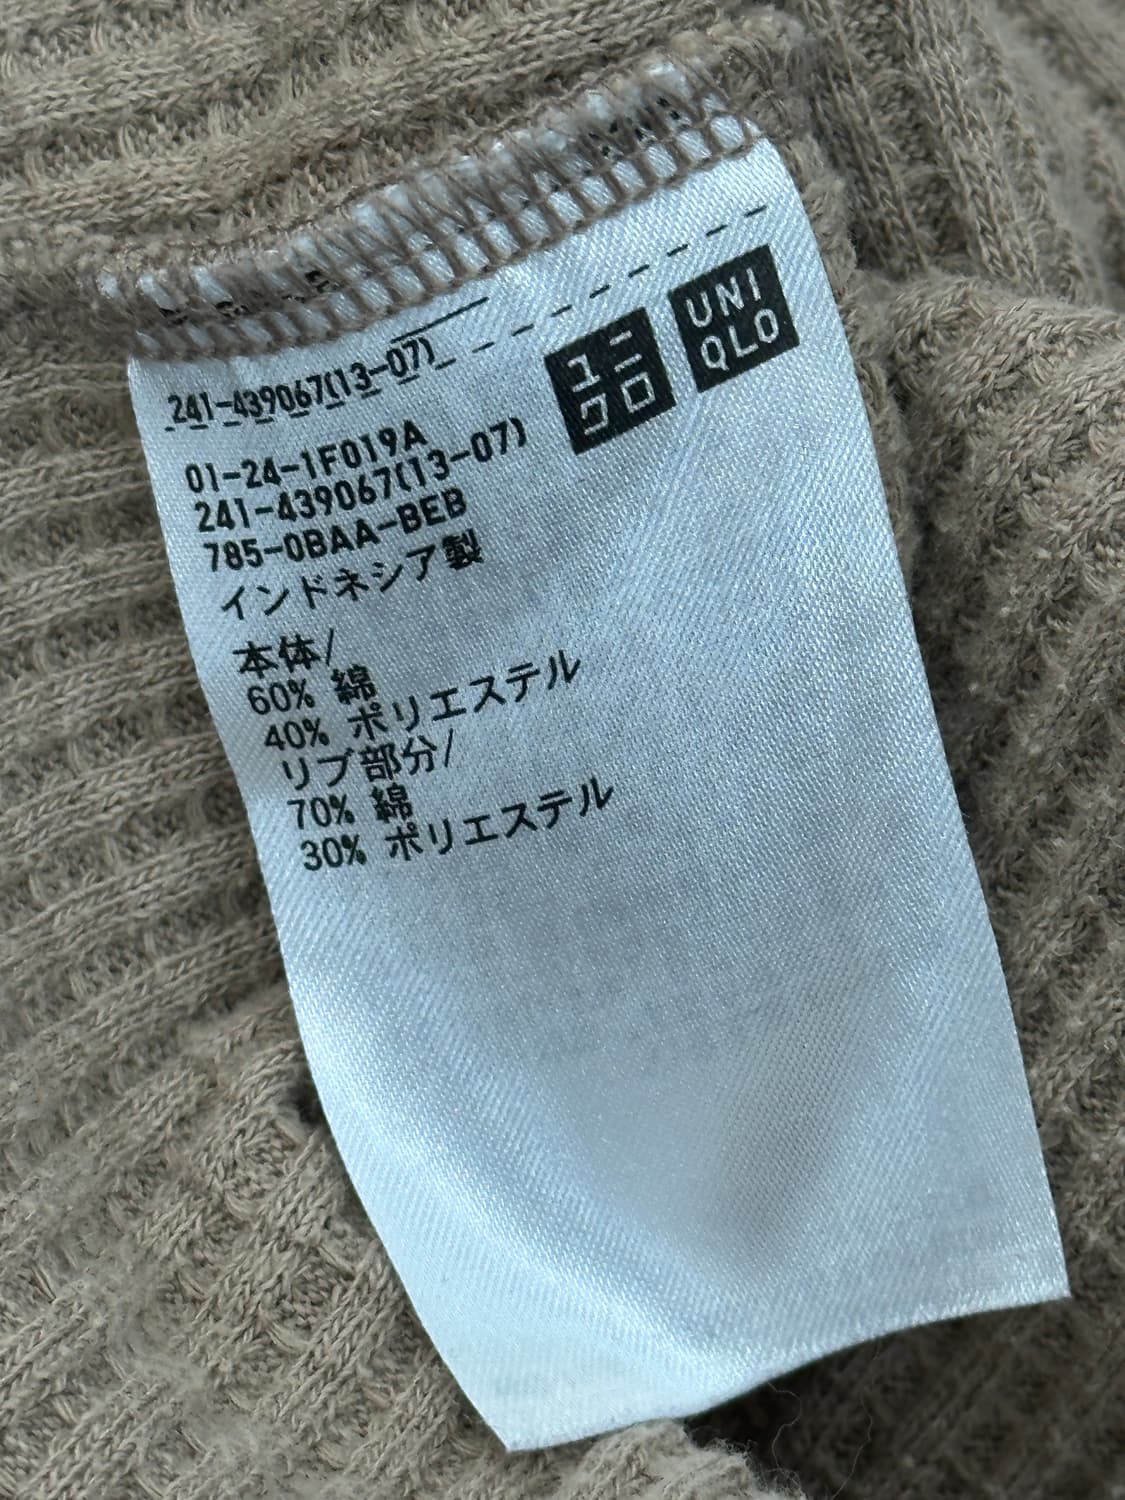 ユニ
クロ
UNI
QLO
241-439067(13-07)
01-24-1F019A
241-439067(13-07)
785-0BAA-BEB
インドネシア製
本体/
60% 綿
40% ポリエステル
リブ部分/
70% 綿
30% ポリエステル